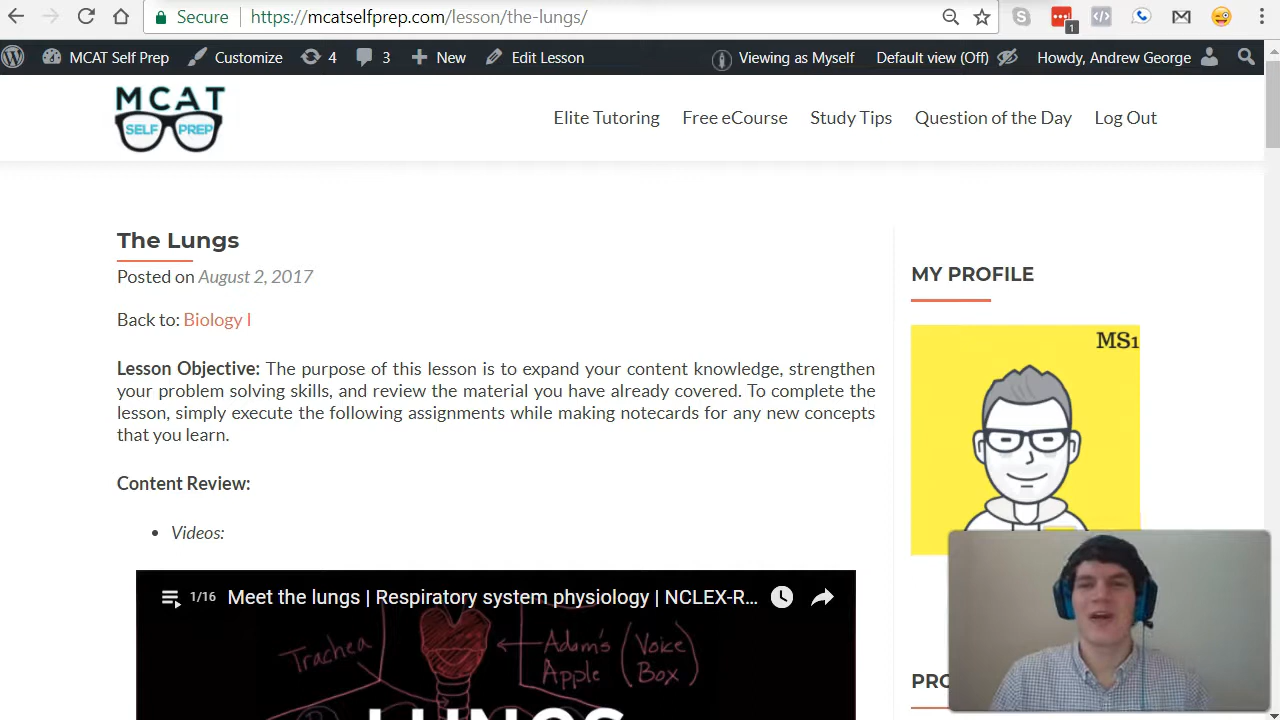 Secure
https://mcatselfprep.com/lesson/the-lungs/
1
MCAT Self Prep
Customize
4
3
New
Edit Lesson
Viewing as Myself
Default view (Off)
Howdy, Andrew George
MCAT
SELF PREP
Elite Tutoring
Free eCourse
Study Tips
Question of the Day
Log Out
The Lungs
Posted on August 2, 2017
Back to: Biology I
Lesson Objective: The purpose of this lesson is to expand your content knowledge, strengthen
your problem solving skills, and review the material you have already covered. To complete the
lesson, simply execute the following assignments while making notecards for any new concepts
that you learn.
Content Review:
• Videos:
1/16 Meet the lungs | Respiratory system physiology | NCLEX-R...
Trachea
Adam's
Apple
(Voice
Box)
LUNGS
MY PROFILE
MS1